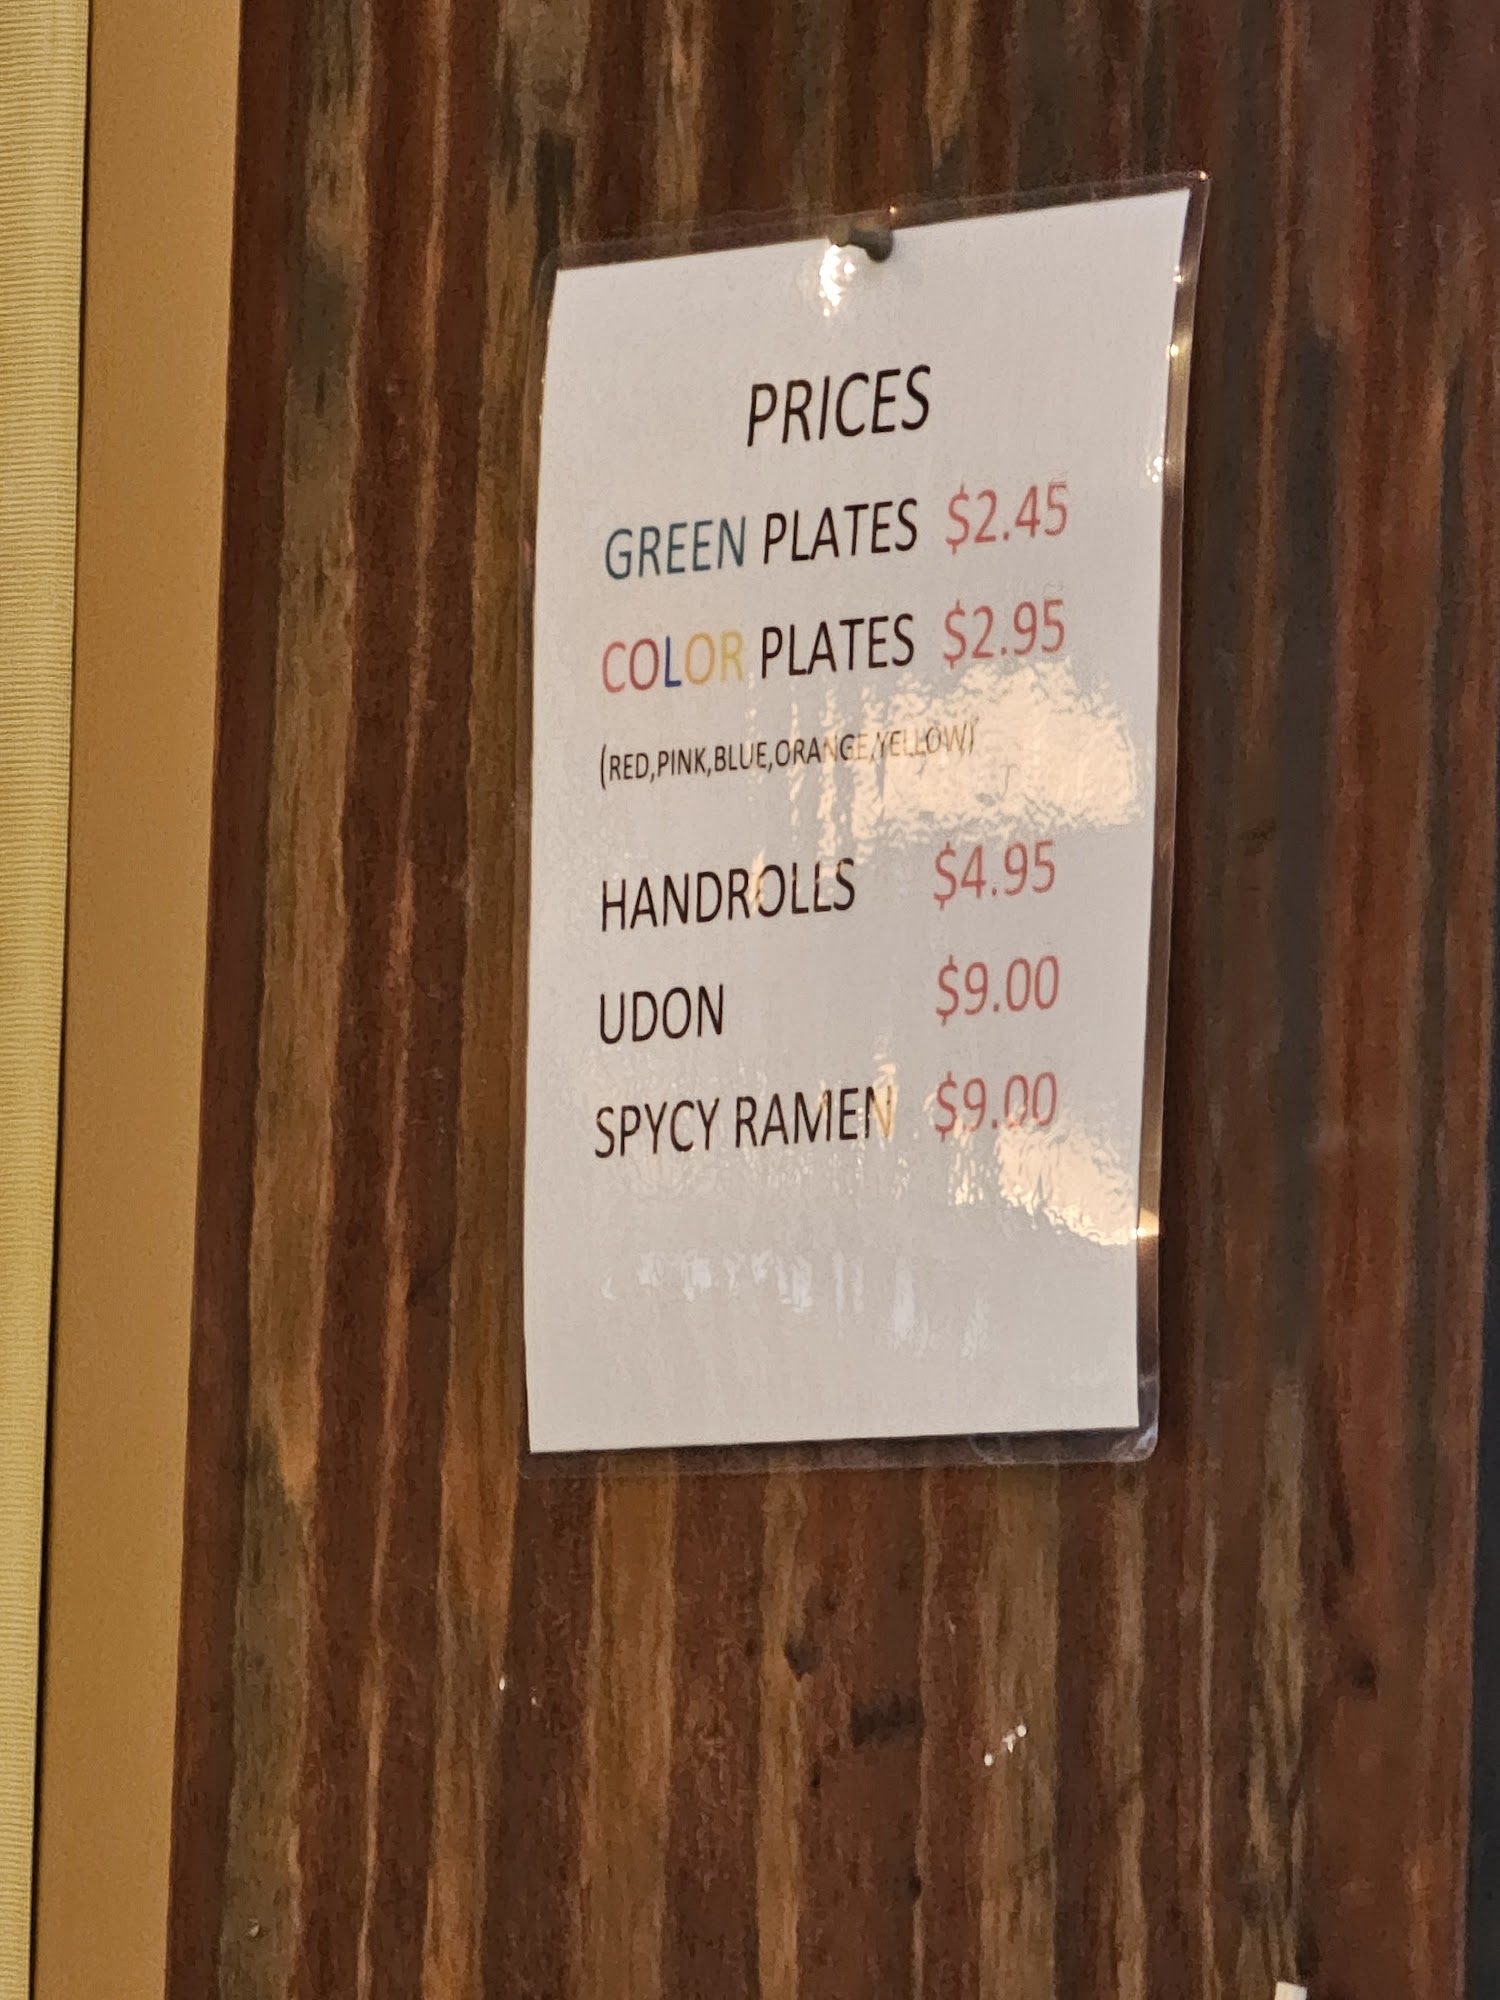 PRICES
GREEN PLATES $2.45
COLOR PLATES $2.95
(RED,PINK,BLUE,ORANGE,YELLOW)
HANDROLLS $4.95
UDON $9.00
SPYCY RAMEN $9.00